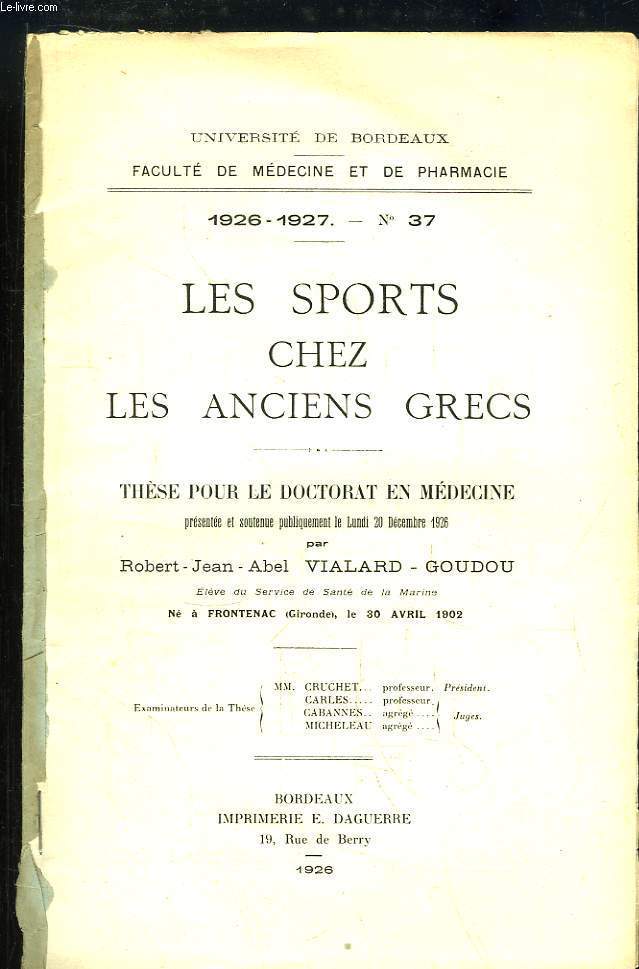 Le-livre.com
UNIVERSITÉ DE BORDEAUX
FACULTÉ DE MÉDECINE ET DE PHARMACIE
1926-1927. — N° 37
LES SPORTS
CHEZ
LES ANCIENS GRECS
THÈSE POUR LE DOCTORAT EN MÉDECINE
présentée et soutenue publiquement le Lundi 20 Décembre 1926
par
Robert-Jean-Abel VIALARD-GOUDOU
Elève du Service de Santé de la Marine
Né à FRONTENAC (Gironde), le 30 AVRIL 1902
Examinateurs de la Thèse
MM. CRUCHET... professeur. Président.
CARLES..... professeur.
CABANNES.. agrégé ....
MICHELEAU agrégé ....
Juges.
BORDEAUX
IMPRIMERIE E. DAGUERRE
19, Rue de Berry
1926